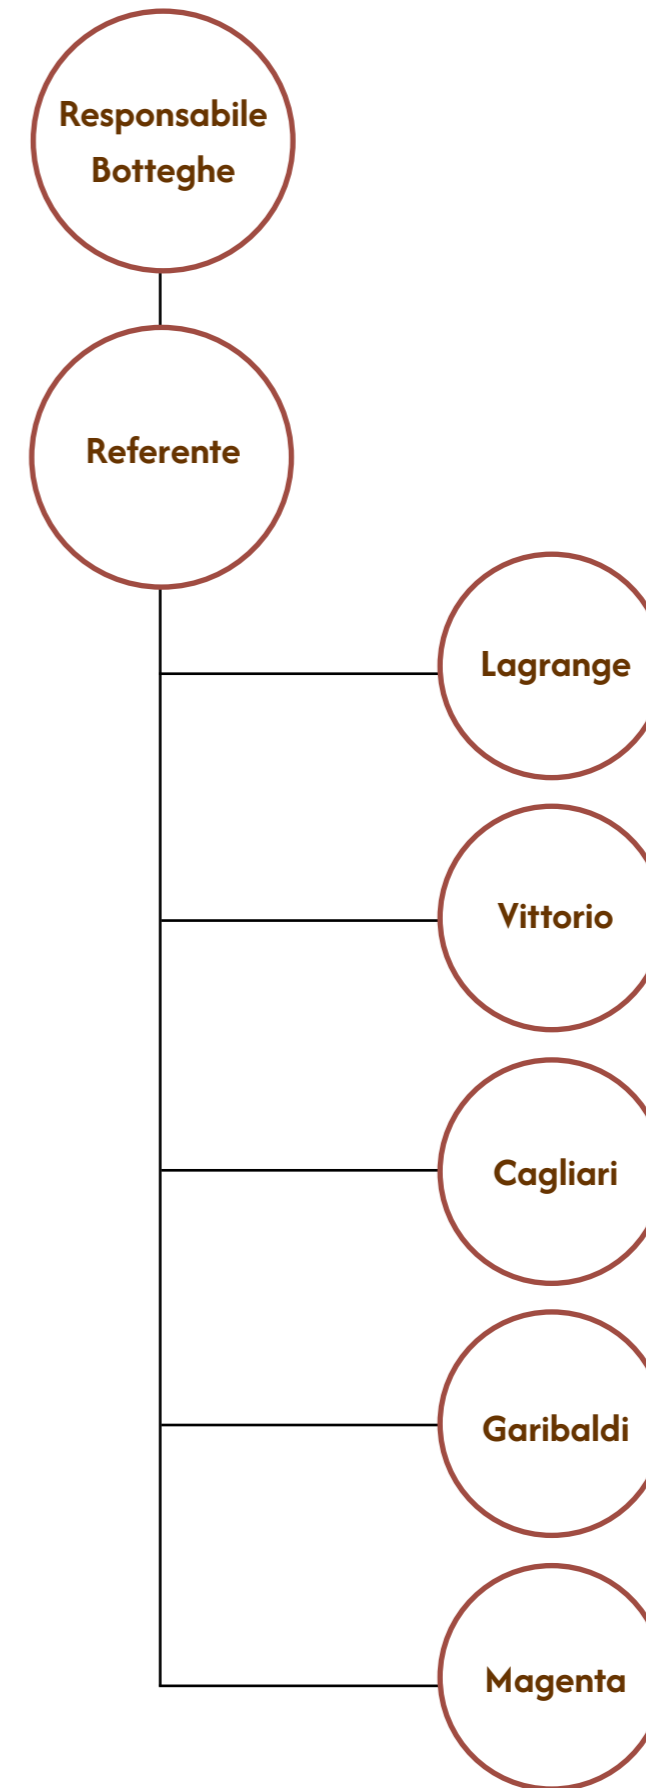 Responsabile
Botteghe
Referente
Lagrange
Vittorio
Cagliari
Garibaldi
Magenta